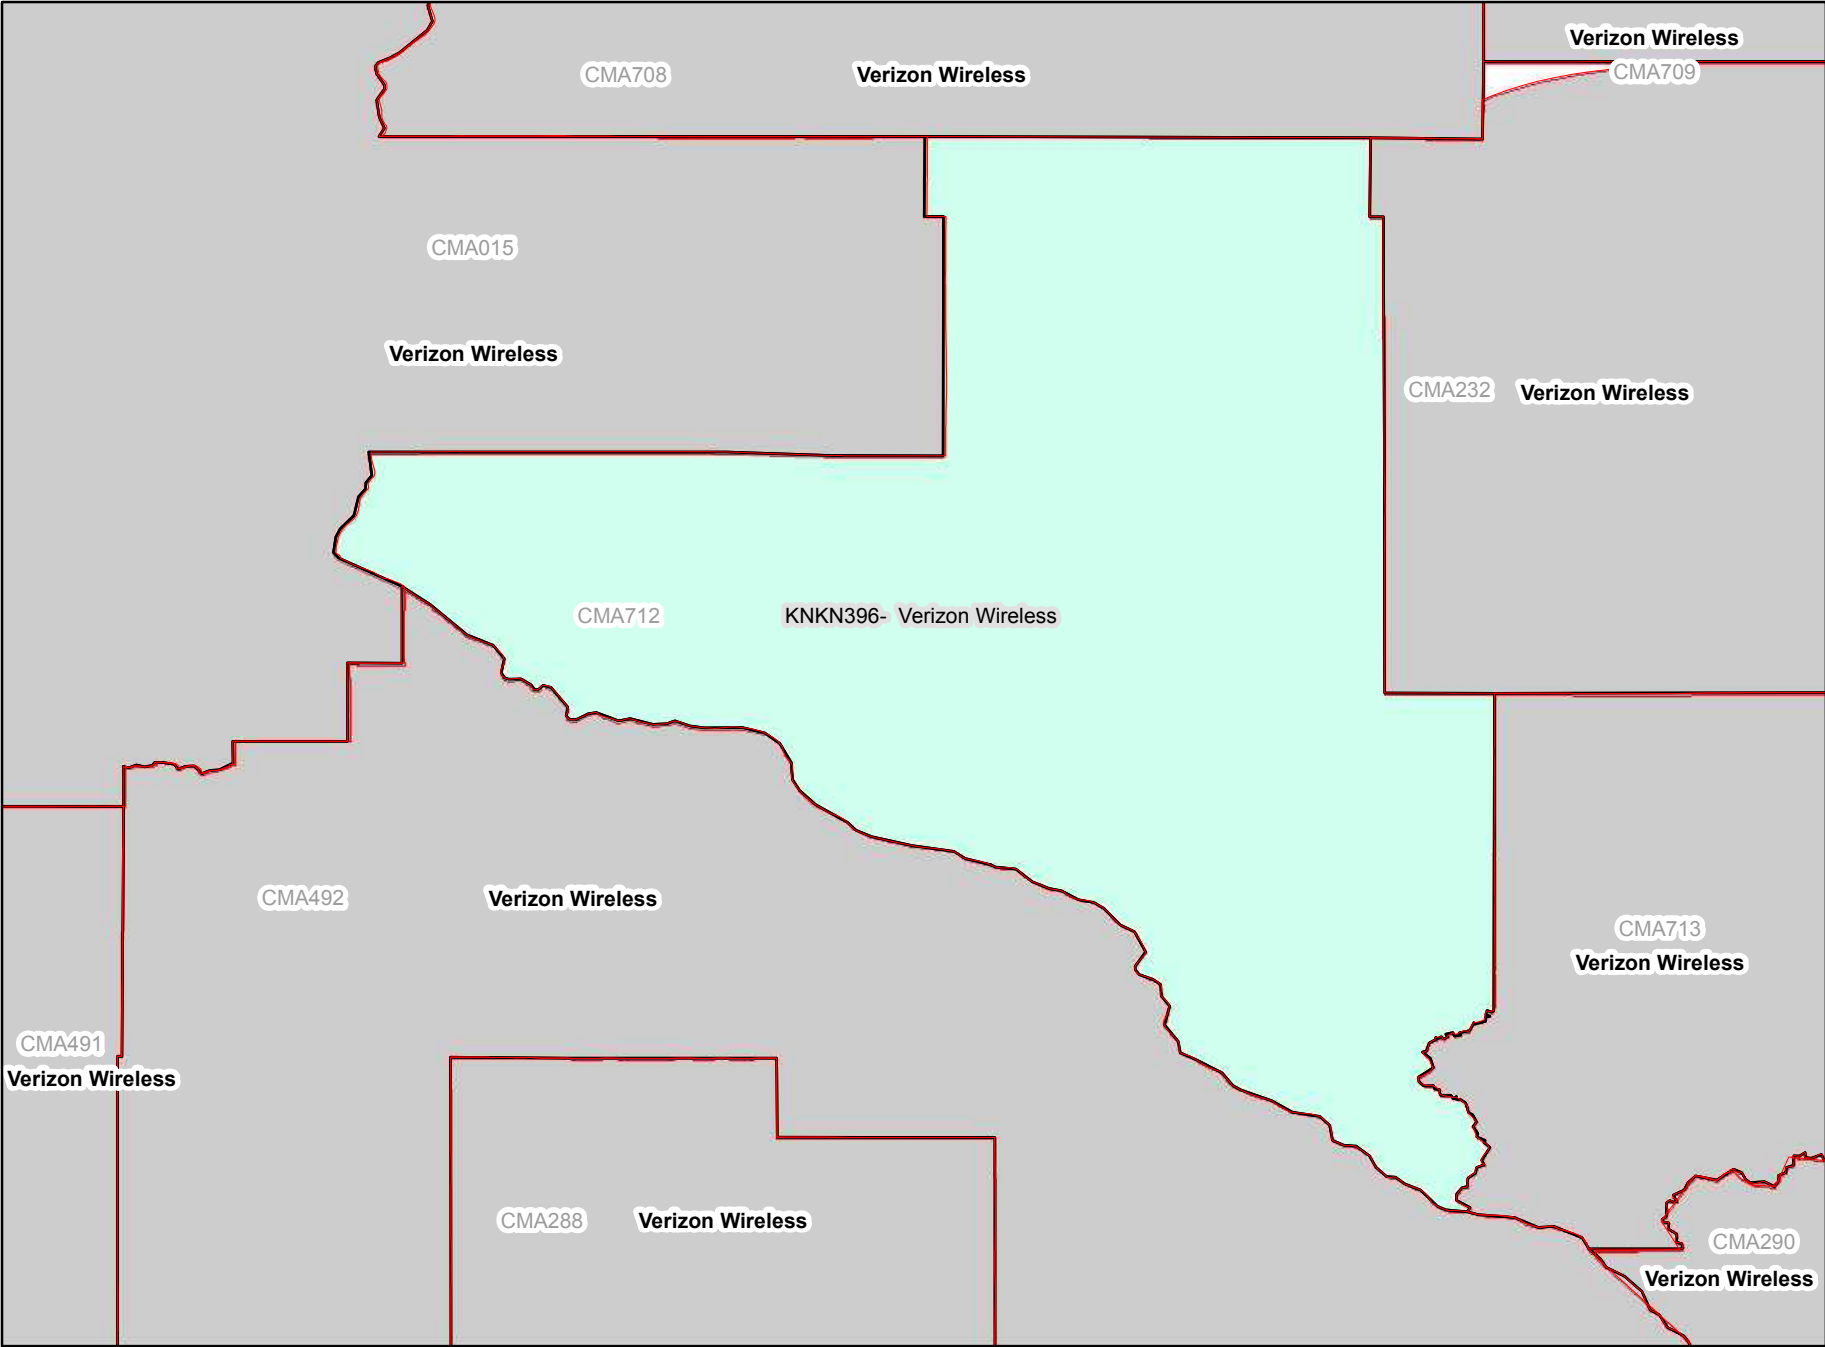 Verizon Wireless
CMA708 Verizon Wireless
CMA709
CMA015
Verizon Wireless
CMA232 Verizon Wireless
CMA712 KNKN396- Verizon Wireless
CMA492 Verizon Wireless
CMA713
Verizon Wireless
CMA491
Verizon Wireless
CMA288 Verizon Wireless
CMA290
Verizon Wireless